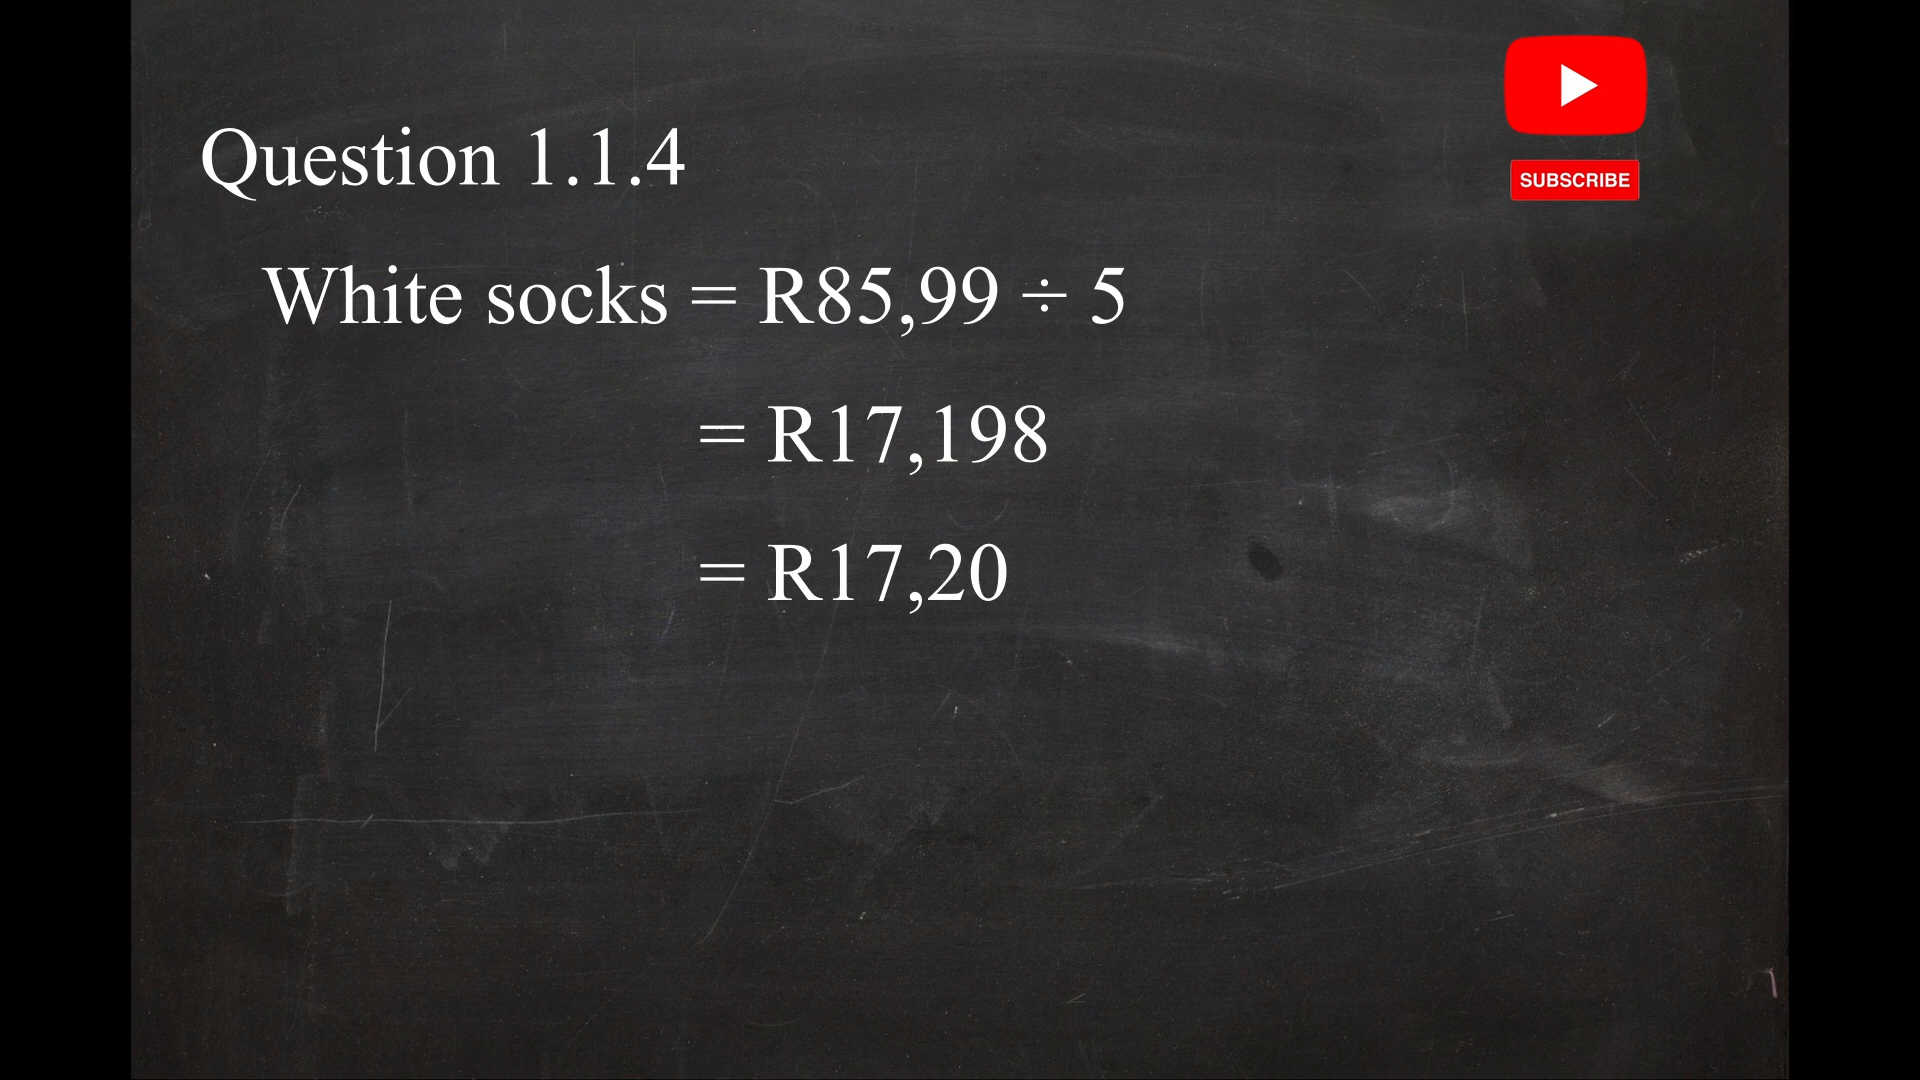 Question 1.1.4
SUBSCRIBE
White socks = R85,99 ÷ 5
= R17,198
= R17,20